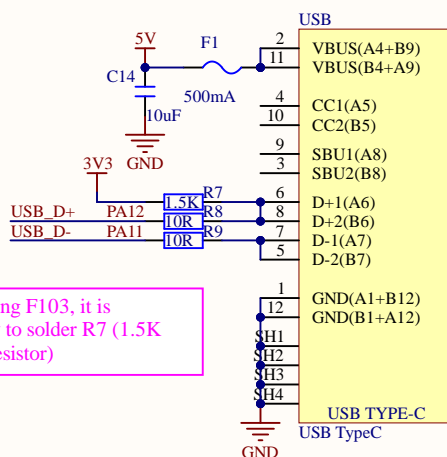 USB
5V
F1
2 VBUS(A4+B9)
11 VBUS(B4+A9)
C14
500mA
4 CC1(A5)
10uF
10 CC2(B5)
GND
9 SBU1(A8)
3 SBU2(B8)
3V3
1.5K R7 6 D+1(A6)
USB_D+ PA12 10R R8 8 D+2(B6)
USB_D- PA11 10R R9 7 D-1(A7)
5 D-2(B7)
1 GND(A1+B12)
12 GND(B1+A12)
ng F103, it is
to solder R7 (1.5K
esistor)
SH1
SH2
SH3
SH4
USB TYPE-C
USB TypeC
GND